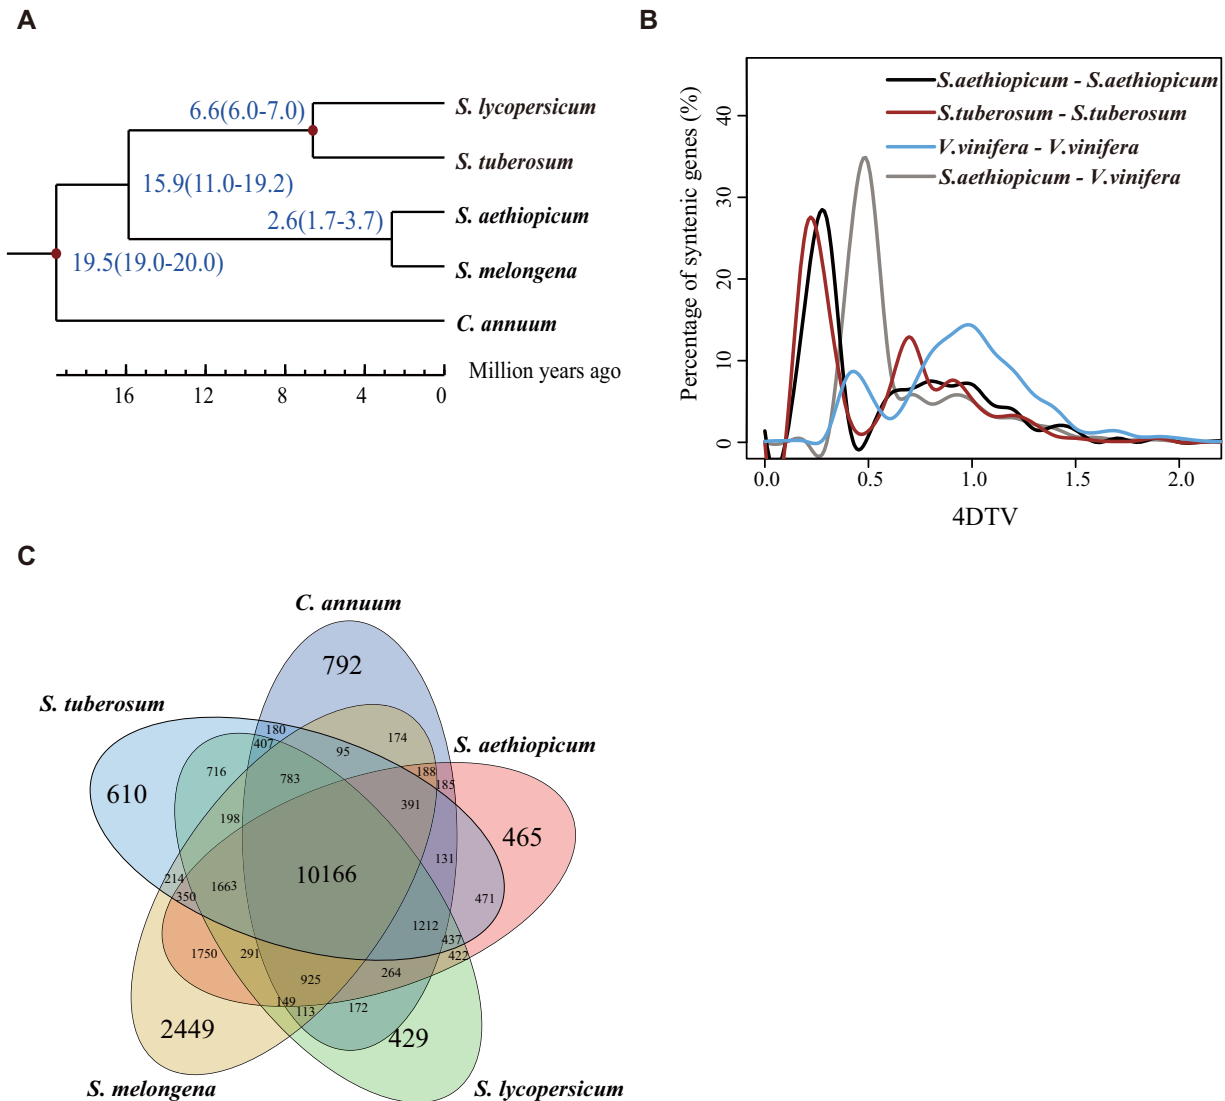 A
6.6(6.0-7.0)
S. lycopersicum
S. tuberosum
15.9(11.0-19.2)
2.6(1.7-3.7)
S. aethiopicum
19.5(19.0-20.0)
S. melongena
C. annuum
Million years ago
16 12 8 4 0
B
Percentage of syntenic genes (%)
40
30
20
10
0
S.aethiopicum - S.aethiopicum
S.tuberosum - S.tuberosum
V.vinifera - V.vinifera
S.aethiopicum - V.vinifera
0.0 0.5 1.0 1.5 2.0
4DTV
C
C. annuum
792
S. tuberosum
180
174
407
95
S. aethiopicum
716
783
188
185
610
391
198
465
131
10166
214
1663
350
471
1212
437
1750
291
422
264
925
149
113
172
2449
429
S. melongena
S. lycopersicum